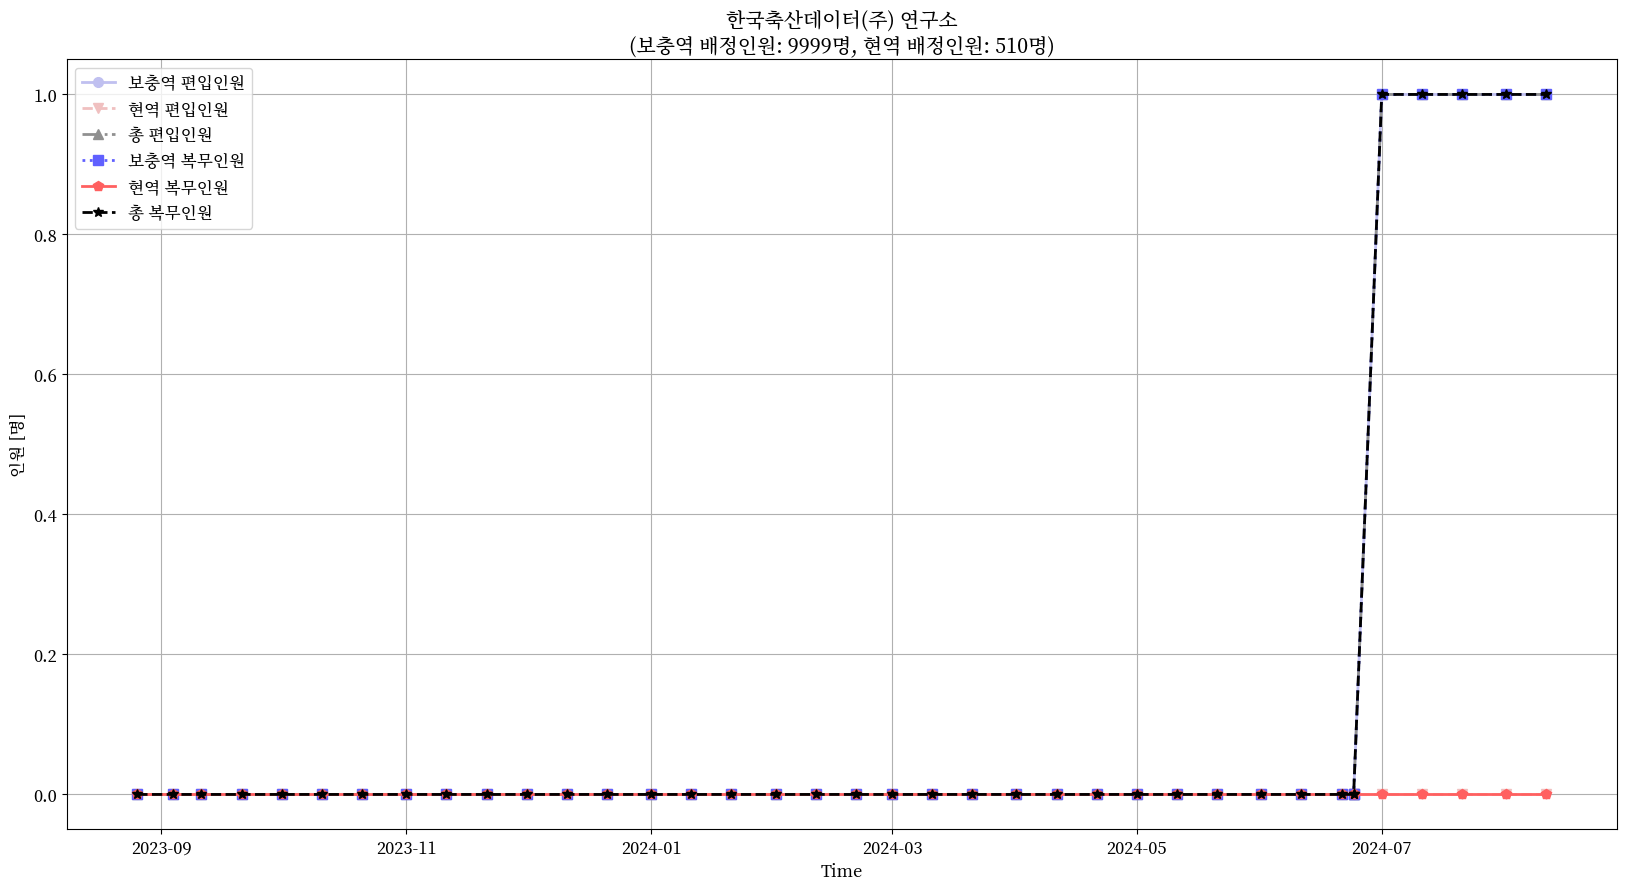 한국축산데이터(주) 연구소
(보충역 배정인원: 9999명, 현역 배정인원: 510명)
보충역 편입인원
현역 편입인원
총 편입인원
보충역 복무인원
현역 복무인원
총 복무인원
1.0
0.8
0.6
0.4
0.2
0.0
인원 [명]
2023-09
2023-11
2024-01
2024-03
2024-05
2024-07
Time